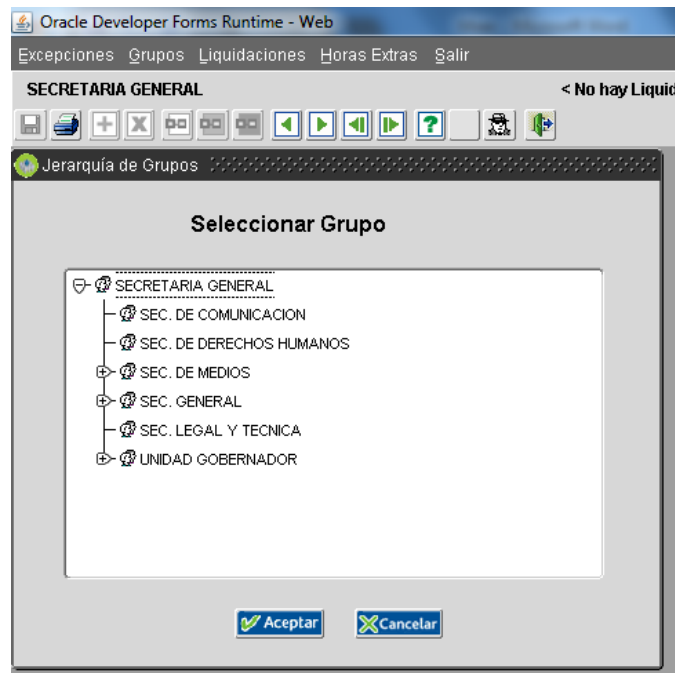 Oracle Developer Forms Runtime - Web
Excepciones Grupos Liquidaciones Horas Extras Salir
SECRETARIA GENERAL < No hay Liquid
?
Jerarquía de Grupos
Seleccionar Grupo
SECRETARIA GENERAL
SEC. DE COMUNICACION
SEC. DE DERECHOS HUMANOS
SEC. DE MEDIOS
SEC. GENERAL
SEC. LEGAL Y TECNICA
UNIDAD GOBERNADOR
Aceptar Cancelar